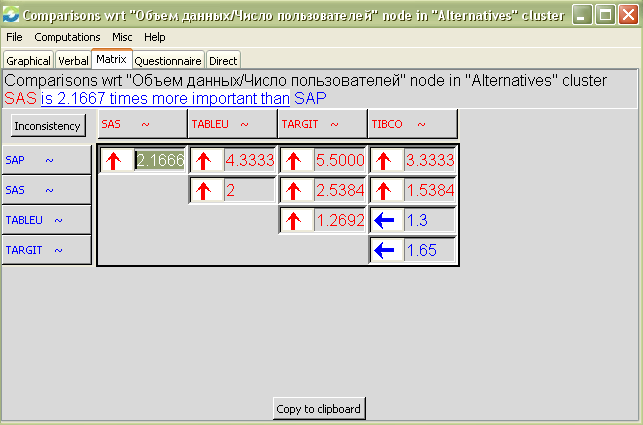 Comparisons wrt "Объем данных/Число пользователей" node in "Alternatives" cluster
File Computations Misc Help
Graphical Verbal Matrix Questionnaire Direct
Comparisons wrt "Объем данных/Число пользователей" node in "Alternatives" cluster
SAS is 2.1667 times more important than SAP
Inconsistency SAS ~ TABLEU ~ TARGIT ~ TIBCO ~
SAP ~ 2.1666 4.3333 5.5000 3.3333
SAS ~ 2 2.5384 1.5384
TABLEU ~ 1.2692 1.3
TARGIT ~ 1.65
Copy to clipboard